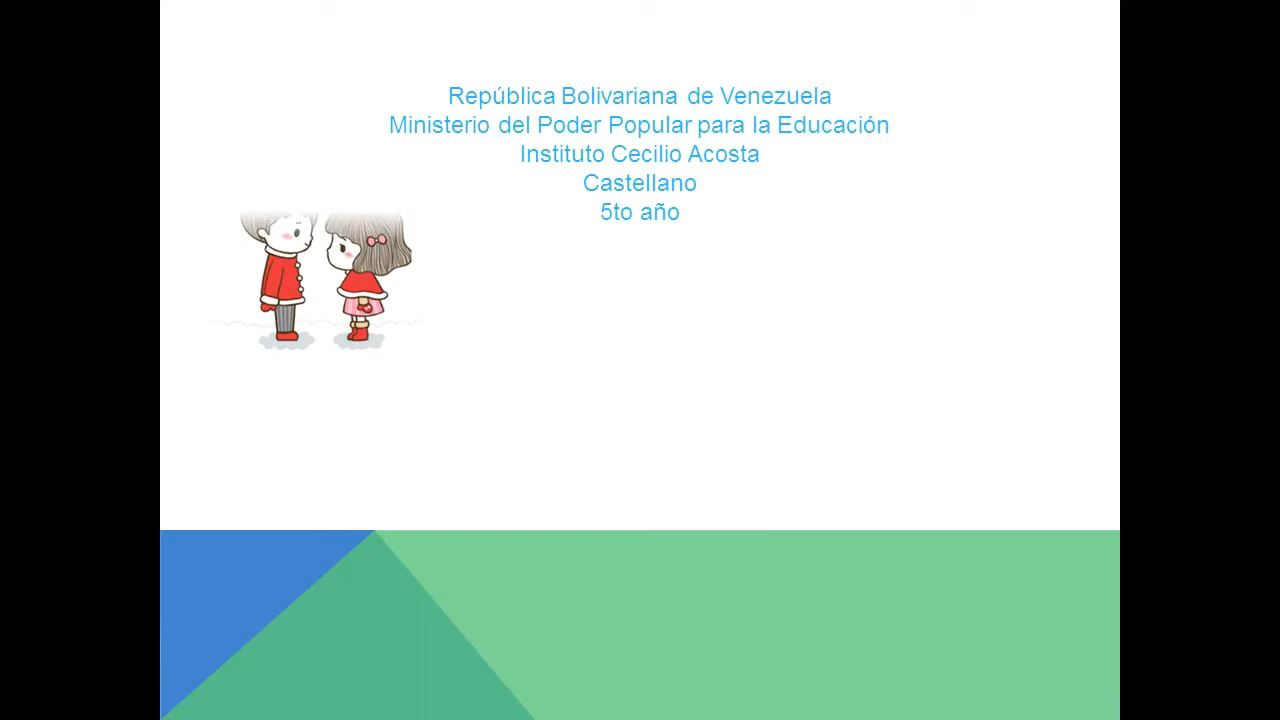 República Bolivariana de Venezuela
Ministerio del Poder Popular para la Educación
Instituto Cecilio Acosta
Castellano
5to año